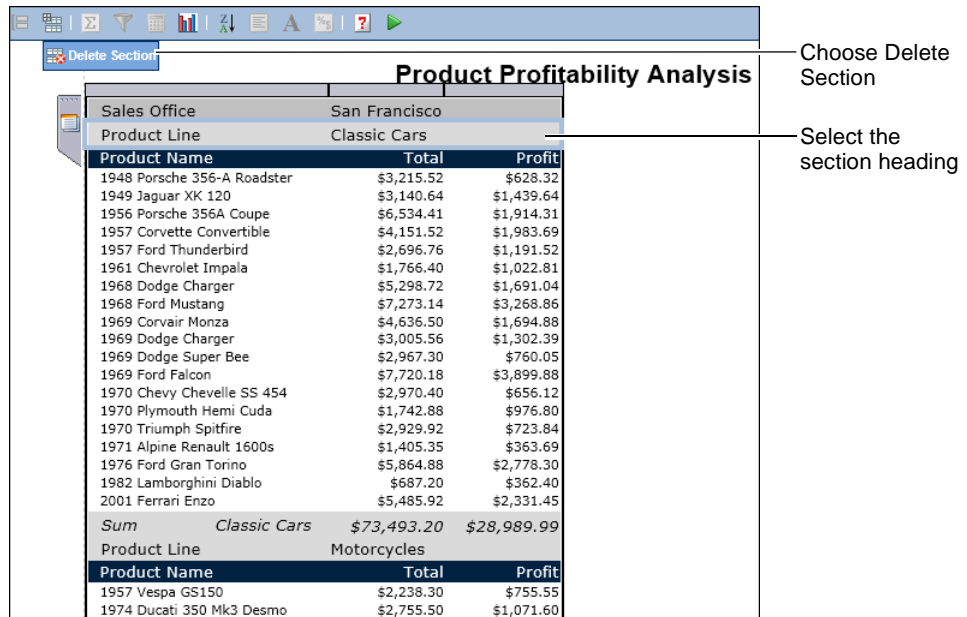 Delete Section
Choose Delete
Section
Product Profitability Analysis
Sales Office San Francisco
Product Line Classic Cars
Select the
section heading
Product Name Total Profit
1948 Porsche 356-A Roadster $3,215.52 $628.32
1949 Jaguar XK 120 $3,140.64 $1,439.64
1956 Porsche 356A Coupe $6,534.41 $1,914.31
1957 Corvette Convertible $4,151.52 $1,983.69
1957 Ford Thunderbird $2,696.76 $1,191.52
1961 Chevrolet Impala $1,766.40 $1,022.81
1968 Dodge Charger $5,298.72 $1,691.04
1968 Ford Mustang $7,273.14 $3,268.86
1969 Corvair Monza $4,636.50 $1,694.88
1969 Dodge Charger $3,005.56 $1,302.39
1969 Dodge Super Bee $2,967.30 $760.05
1969 Ford Falcon $7,720.18 $3,899.88
1970 Chevy Chevelle SS 454 $2,970.40 $656.12
1970 Plymouth Hemi Cuda $1,742.88 $976.80
1970 Triumph Spitfire $2,929.92 $723.84
1971 Alpine Renault 1600s $1,405.35 $363.69
1976 Ford Gran Torino $5,864.88 $2,778.30
1982 Lamborghini Diablo $687.20 $362.40
2001 Ferrari Enzo $5,485.92 $2,331.45
Sum Classic Cars $73,493.20 $28,989.99
Product Line Motorcycles
Product Name Total Profit
1957 Vespa GS150 $2,238.30 $755.55
1974 Ducati 350 Mk3 Desmo $2,755.50 $1,071.60